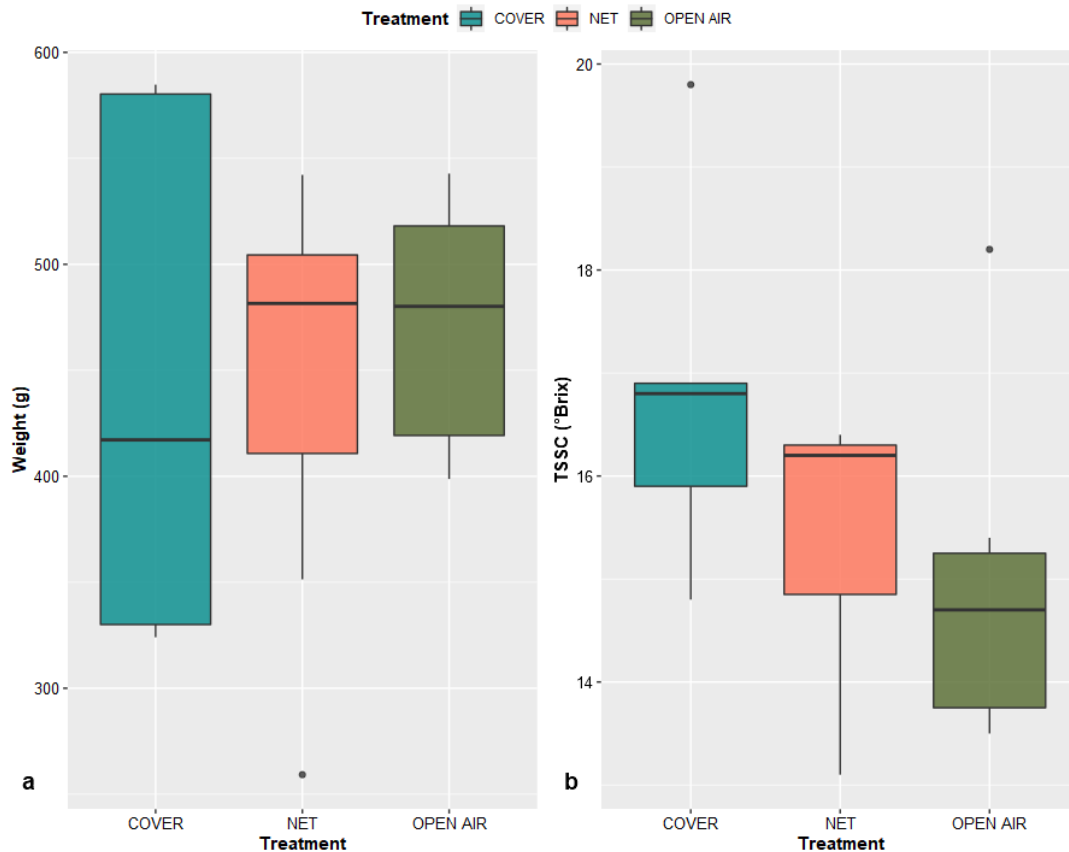 Treatment COVER NET OPEN AIR
600
500
400
300
Weight (g)
a
COVER NET OPEN AIR
Treatment
20
18
16
14
TSSC (°Brix)
b
COVER NET OPEN AIR
Treatment